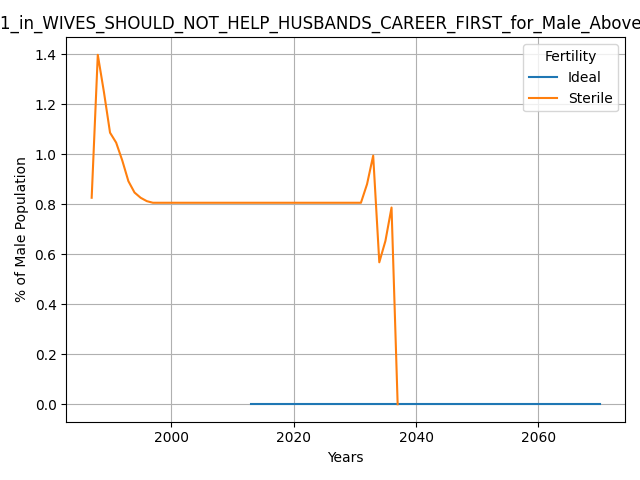 1_in_WIVES_SHOULD_NOT_HELP_HUSBANDS_CAREER_FIRST_for_Male_Above
Fertility
Ideal
Sterile
% of Male Population
1.4
1.2
1.0
0.8
0.6
0.4
0.2
0.0
2000 2020 2040 2060
Years